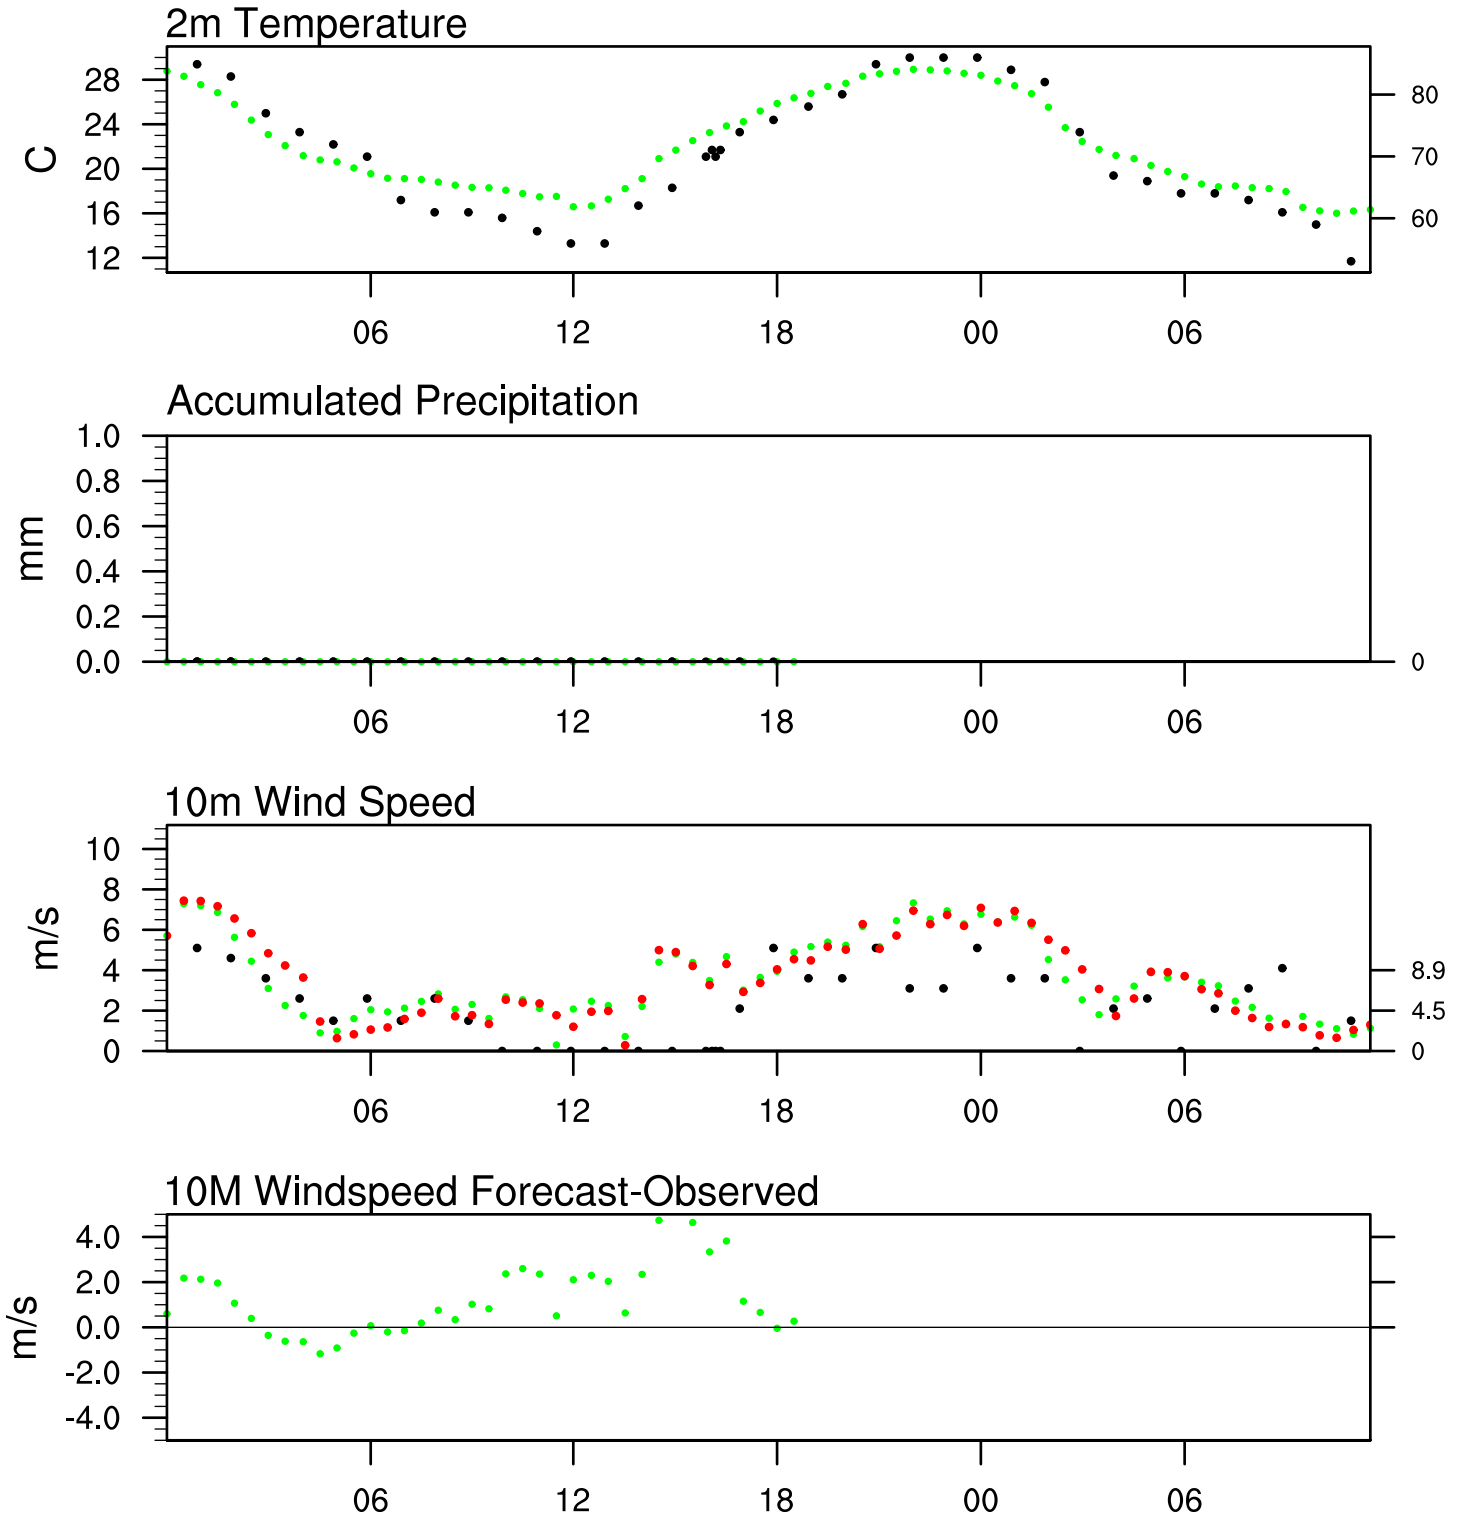 2m Temperature
C
28
24
20
16
12
80
70
60
06 12 18 00 06
Accumulated Precipitation
mm
1.0
0.8
0.6
0.4
0.2
0.0
0
06 12 18 00 06
10m Wind Speed
m/s
10
8
6
4
2
0
8.9
4.5
0
06 12 18 00 06
10M Windspeed Forecast-Observed
m/s
4.0
2.0
0.0
-2.0
-4.0
06 12 18 00 06